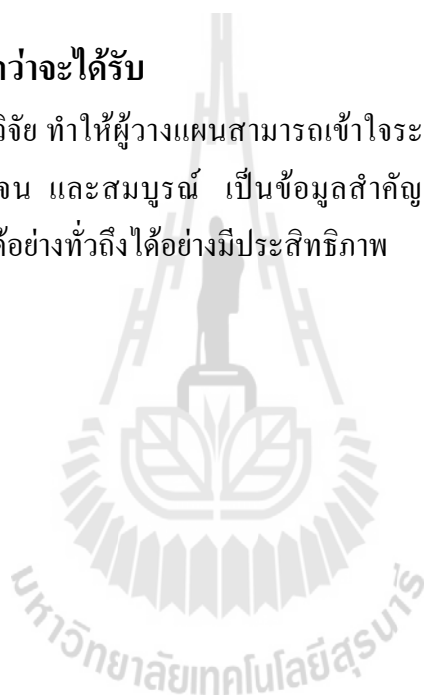 ว่าจะได้รับ
วิจัย ทำให้ผู้วางแผนสามารถเข้าใจระ
จน และสมบูรณ์ เป็นข้อมูลสำคัญ
ด้อย่างทั่วถึงได้อย่างมีประสิทธิภาพ
มหาวิทยาลัยเทคโนโลยีสุรนารี